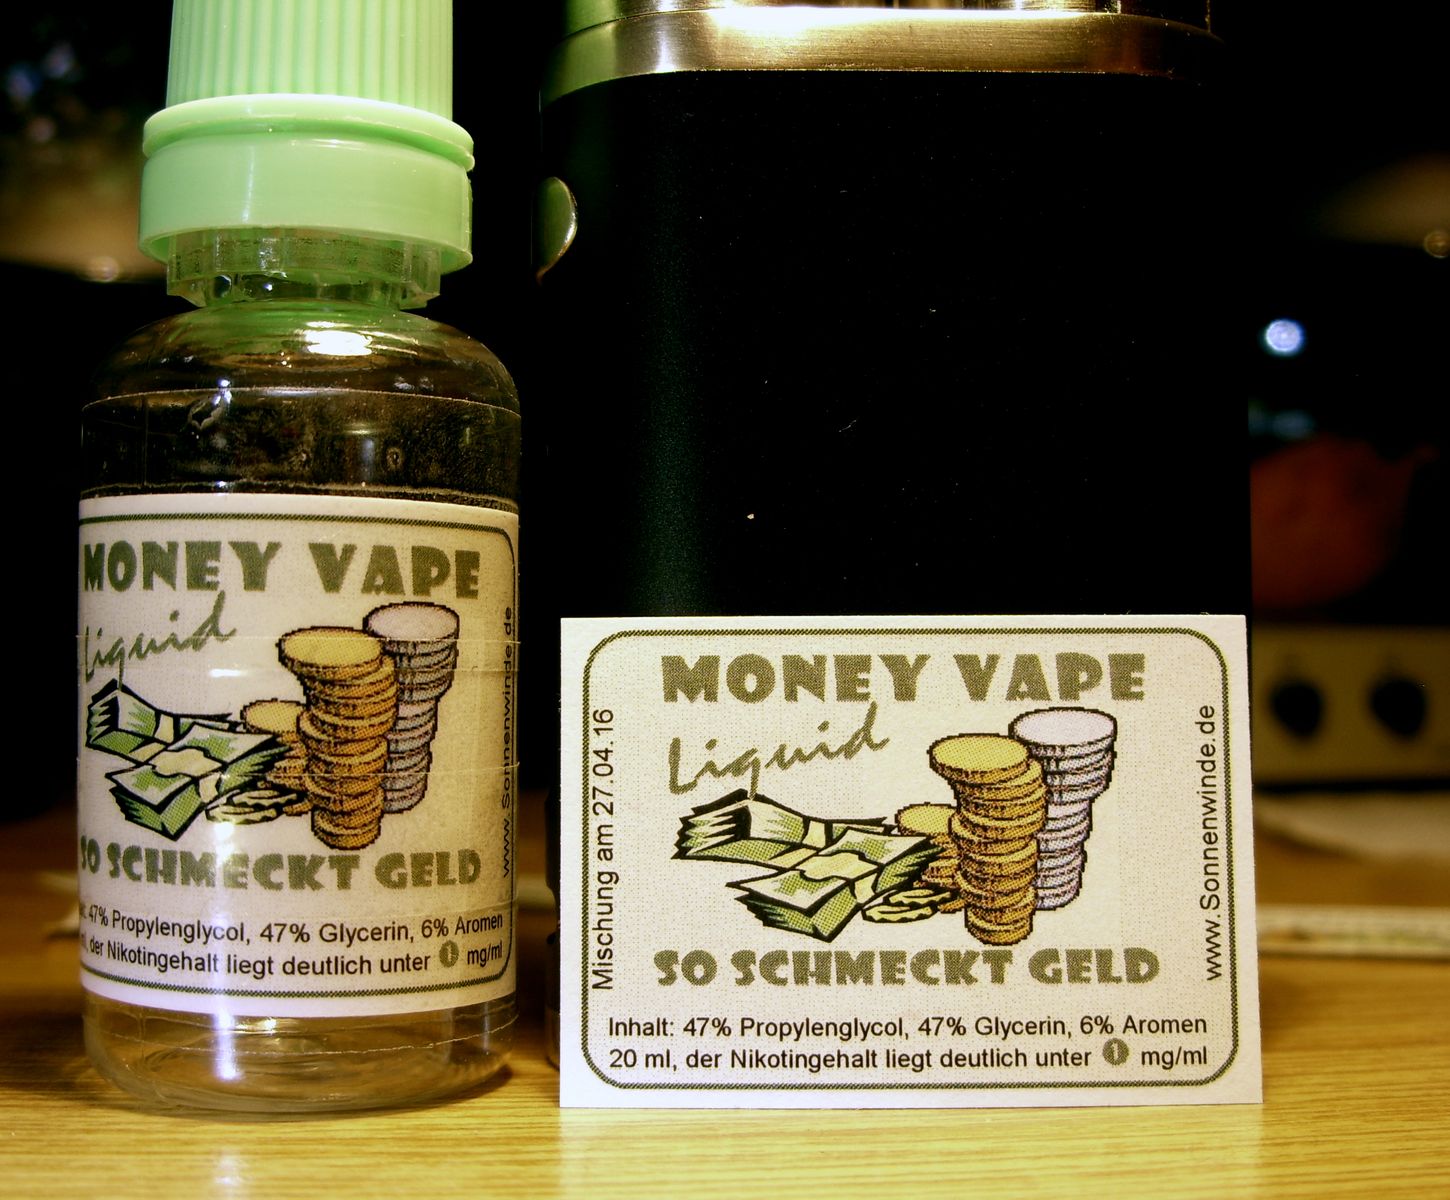 MONEY VAPE
Liquid
SO SCHMECKT GELD
47% Propylenglycol, 47% Glycerin, 6% Aromen
der Nikotingehalt liegt deutlich unter 1 mg/ml
www.Sonnenwinde.de
MONEY VAPE
Liquid
SO SCHMECKT GELD
Mischung am 27.04.16
www.Sonnenwinde.de
Inhalt: 47% Propylenglycol, 47% Glycerin, 6% Aromen
20 ml, der Nikotingehalt liegt deutlich unter 1 mg/ml